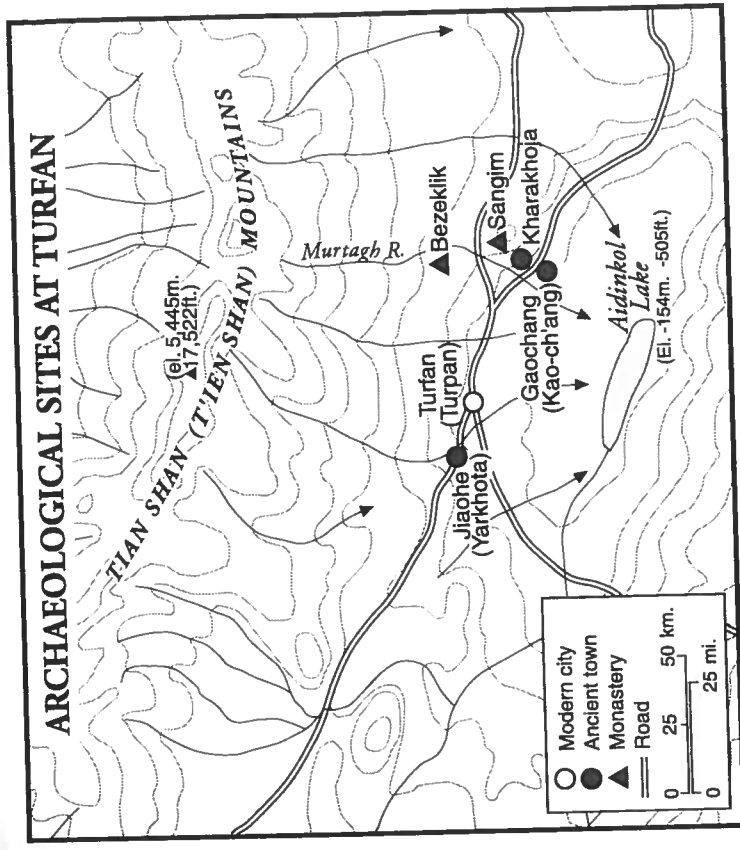 ARCHAEOLOGICAL SITES AT TURFAN
TIAN SHAN (T'IEN-SHAN) MOUNTAINS
(el. 5,445m.
17,522ft.)
Murtagh R.
Bezeklik
Sangim
Kharakhoja
Turfan
(Turpan)
Gaochang
(Kao-ch'ang)
Jiaohe
(Yarkhota)
Aidinkol
Lake
(El. -154m. -505ft.)
Modern city
Ancient town
Monastery
Road
0 25 50 km.
0 25 mi.